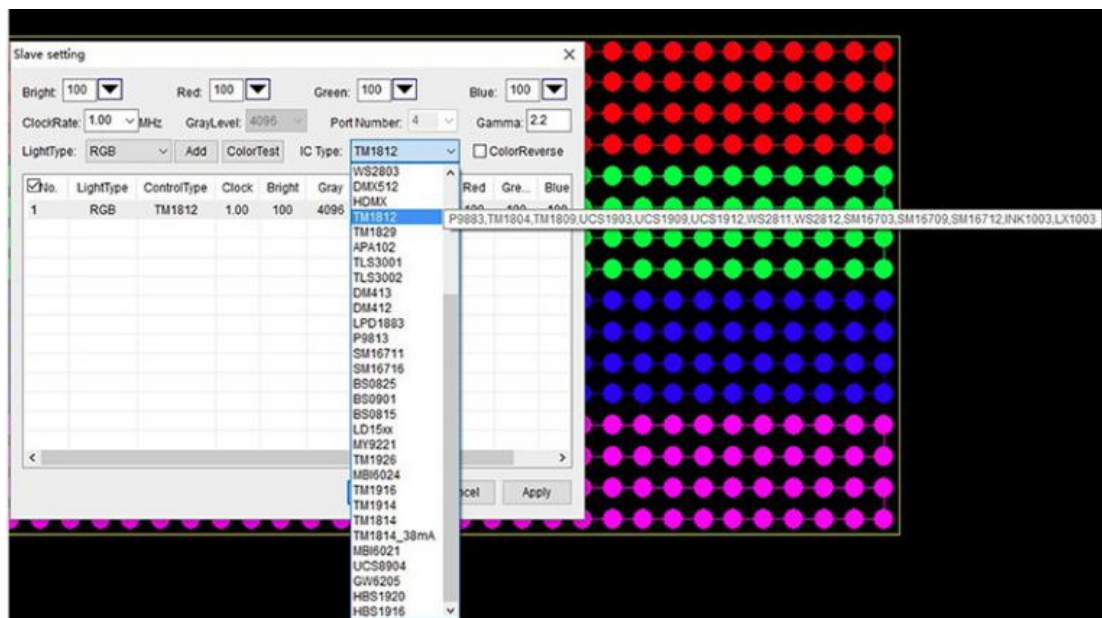 Slave setting
Bright: 100 Red: 100 Green: 100 Blue: 100
ClockRate: 1.00 MHz GrayLevel: 4096 Port Number: 4 Gamma: 2.2
LightType: RGB Add ColorTest IC Type: TM1812 ColorReverse
No. LightType ControlType Clock Bright Gray Red Gre... Blue
1 RGB TM1812 1.00 100 4096 100 100 100
WS2803
DMX512
HDMX
TM1812
P9883,TM1804,TM1809,UCS1903,UCS1909,UCS1912,WS2811,WS2812,SM16703,SM16709,SM16712,INK1003,LX1003
TM1829
APA102
TLS3001
TLS3002
DM413
DM412
LPD1883
P9813
SM16711
SM16716
BS0825
BS0901
BS0815
LD15xx
MY9221
TM1926
MBI6024
TM1916
TM1914
TM1814
TM1814_38mA
MBI6021
UCS8904
GW6205
HBS1920
HBS1916
Apply